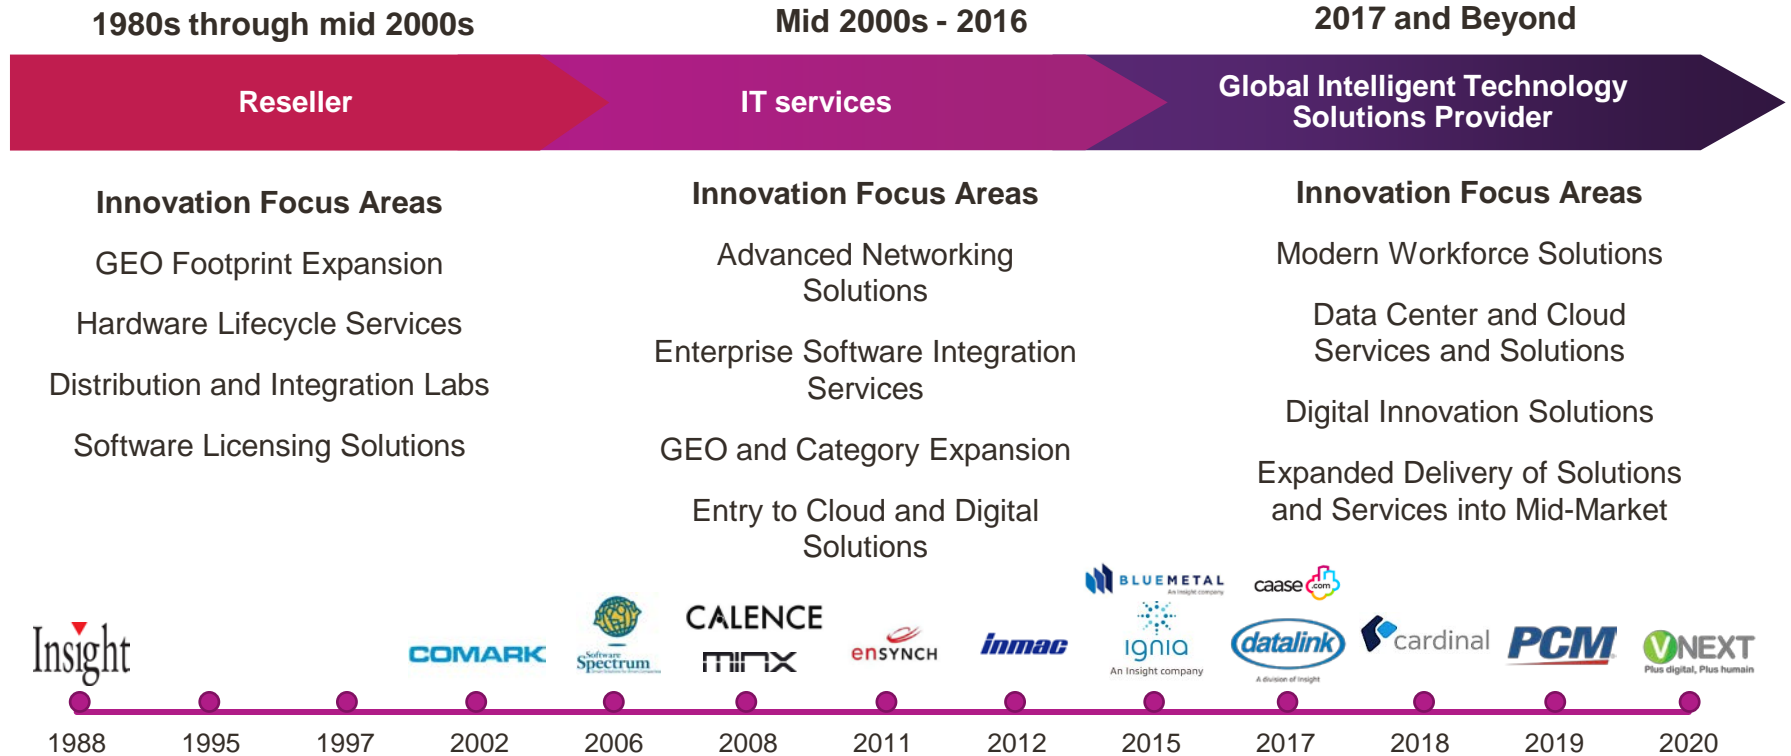 1980s through mid 2000s
Mid 2000s - 2016
2017 and Beyond
Reseller
IT services
Global Intelligent Technology
Solutions Provider
Innovation Focus Areas
GEO Footprint Expansion
Hardware Lifecycle Services
Distribution and Integration Labs
Software Licensing Solutions
Innovation Focus Areas
Advanced Networking
Solutions
Enterprise Software Integration
Services
GEO and Category Expansion
Entry to Cloud and Digital
Solutions
Innovation Focus Areas
Modern Workforce Solutions
Data Center and Cloud
Services and Solutions
Digital Innovation Solutions
Expanded Delivery of Solutions
and Services into Mid-Market
Insight
COMARK
Software
Spectrum
CALENCE
MINX
enSYNCH
inmac
BLUEMETAL
An Insight company
ignia
An Insight company
caase.com
datalink
A division of Insight
cardinal
PCM
VNEXT
Plus digital, Plus humain
1988
1995
1997
2002
2006
2008
2011
2012
2015
2017
2018
2019
2020